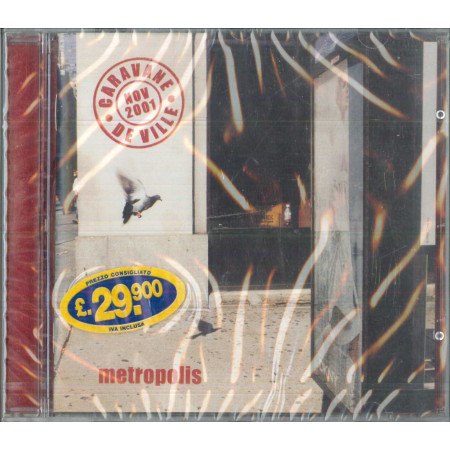 CARAVANE
NOV
2001
DE VILLE
PREZZO CONSIGLIATO
£. 29.900
IVA INCLUSA
metropolis